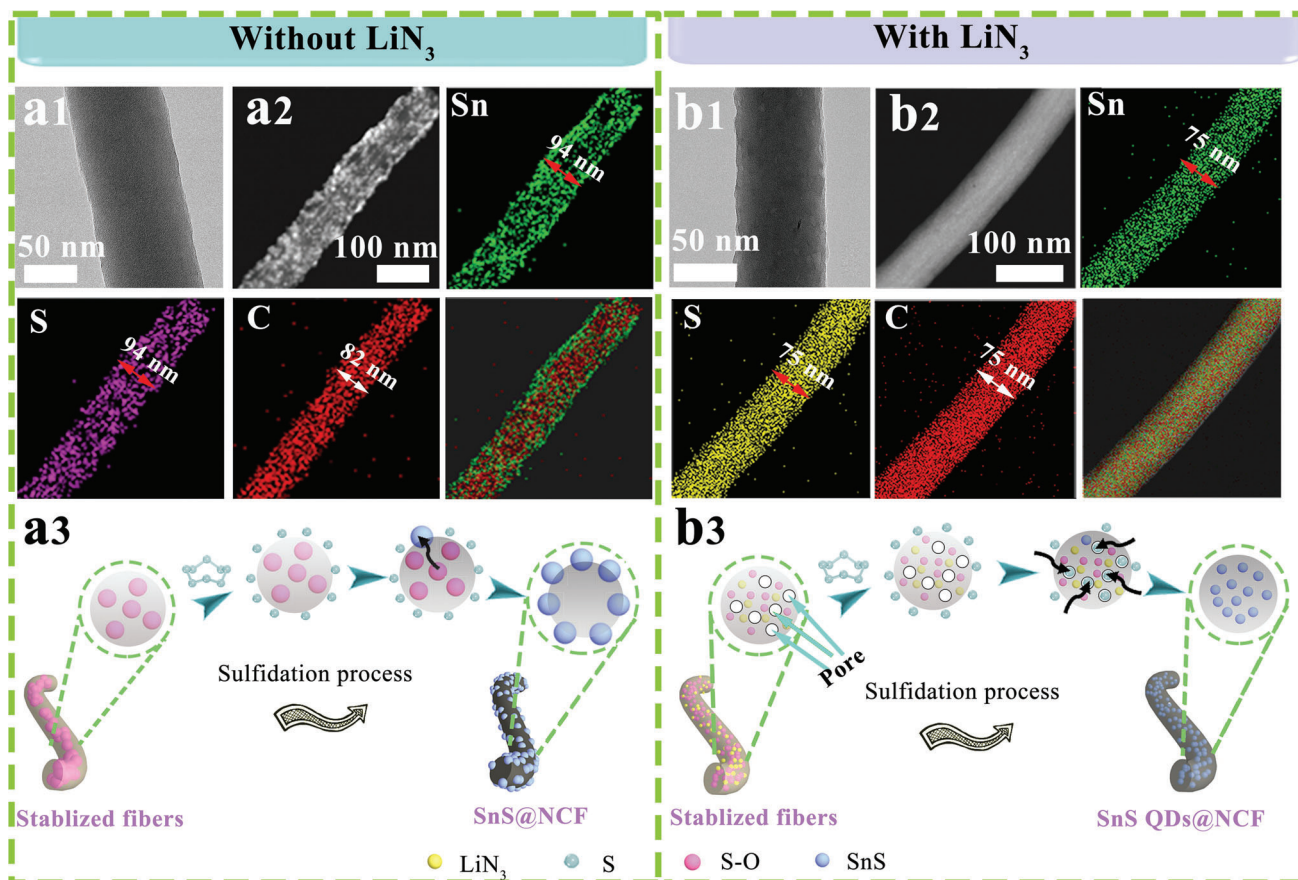 Without LiN₃
a1
50 nm
a2
100 nm
Sn
94 nm
S
94 nm
C
82 nm
a3
Sulfidation process
Stablized fibers
SnS@NCF
With LiN₃
b1
50 nm
b2
100 nm
Sn
75 nm
S
75 nm
C
75 nm
b3
Pore
Sulfidation process
Stablized fibers
SnS QDs@NCF
LiN₃
S
S-O
SnS